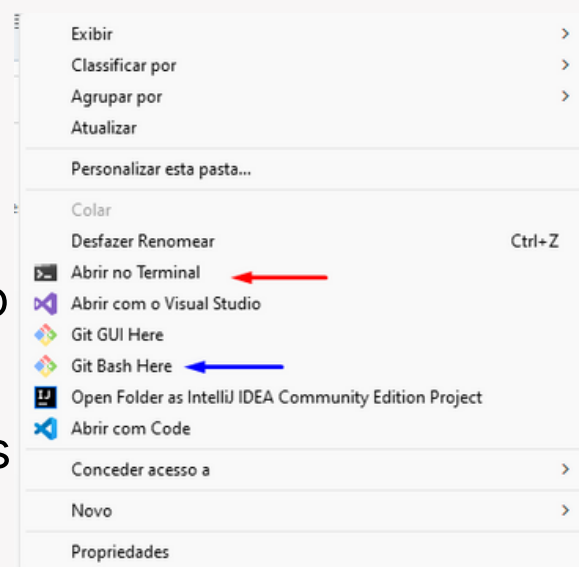 Exibir
Classificar por
Agrupar por
Atualizar
Personalizar esta pasta...
Colar
Desfazer Renomear Ctrl+Z
Abrir no Terminal
Abrir com o Visual Studio
Git GUI Here
Git Bash Here
Open Folder as IntelliJ IDEA Community Edition Project
Abrir com Code
Conceder acesso a
Novo
Propriedades